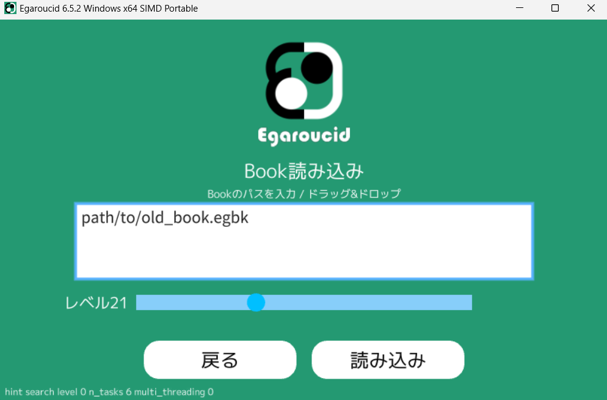 Egaroucid 6.5.2 Windows x64 SIMD Portable
Egaroucid
Book読み込み
Bookのパスを入力 / ドラッグ&ドロップ
path/to/old_book.egbk
レベル21
戻る
読み込み
hint search level 0 n_tasks 6 multi_threading 0